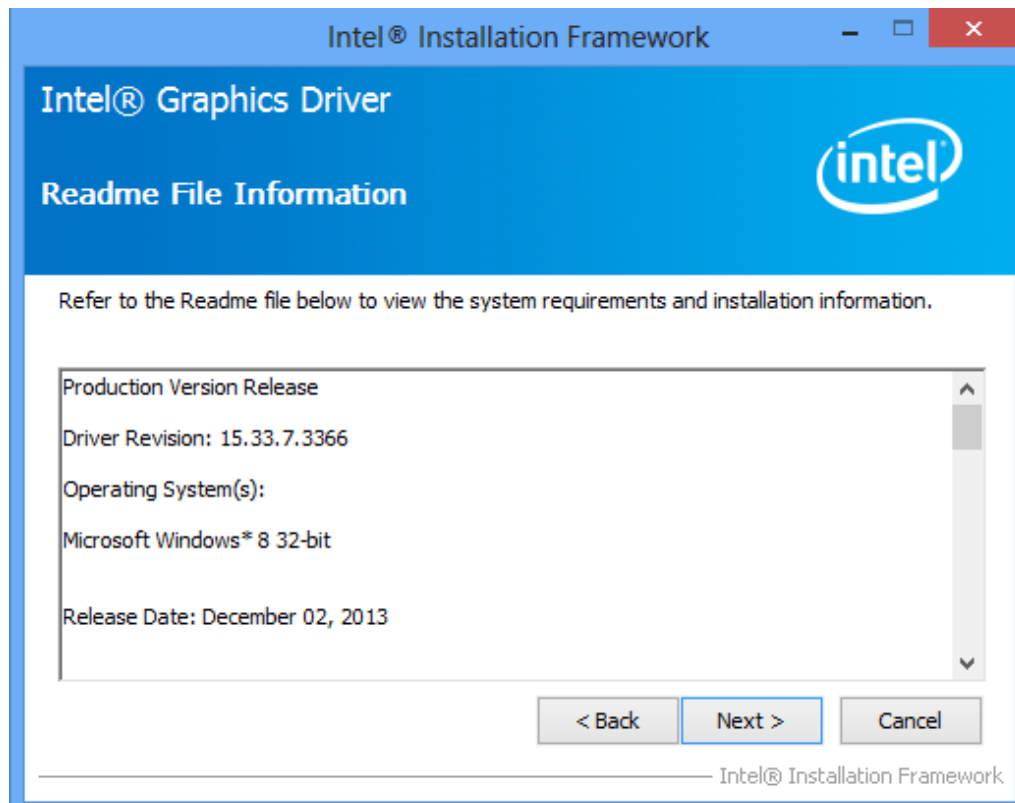 Intel® Installation Framework
Intel® Graphics Driver
intel
Readme File Information
Refer to the Readme file below to view the system requirements and installation information.
Production Version Release
Driver Revision: 15.33.7.3366
Operating System(s):
Microsoft Windows* 8 32-bit
Release Date: December 02, 2013
< Back
Next >
Cancel
Intel® Installation Framework